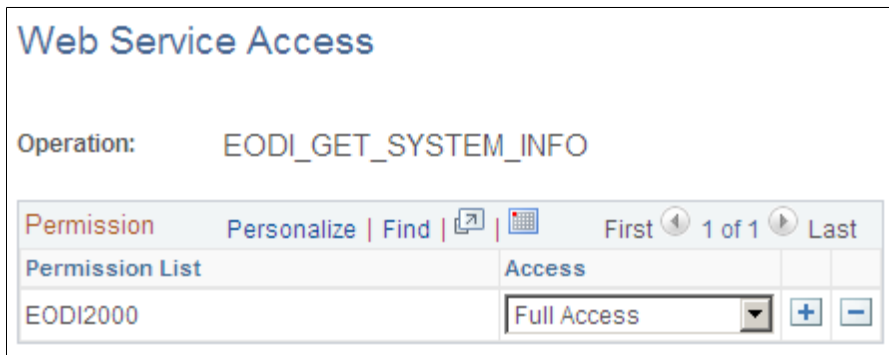 Web Service Access
Operation: EODI_GET_SYSTEM_INFO
Permission Personalize | Find | | First 1 of 1 Last
Permission List Access
EODI2000 Full Access